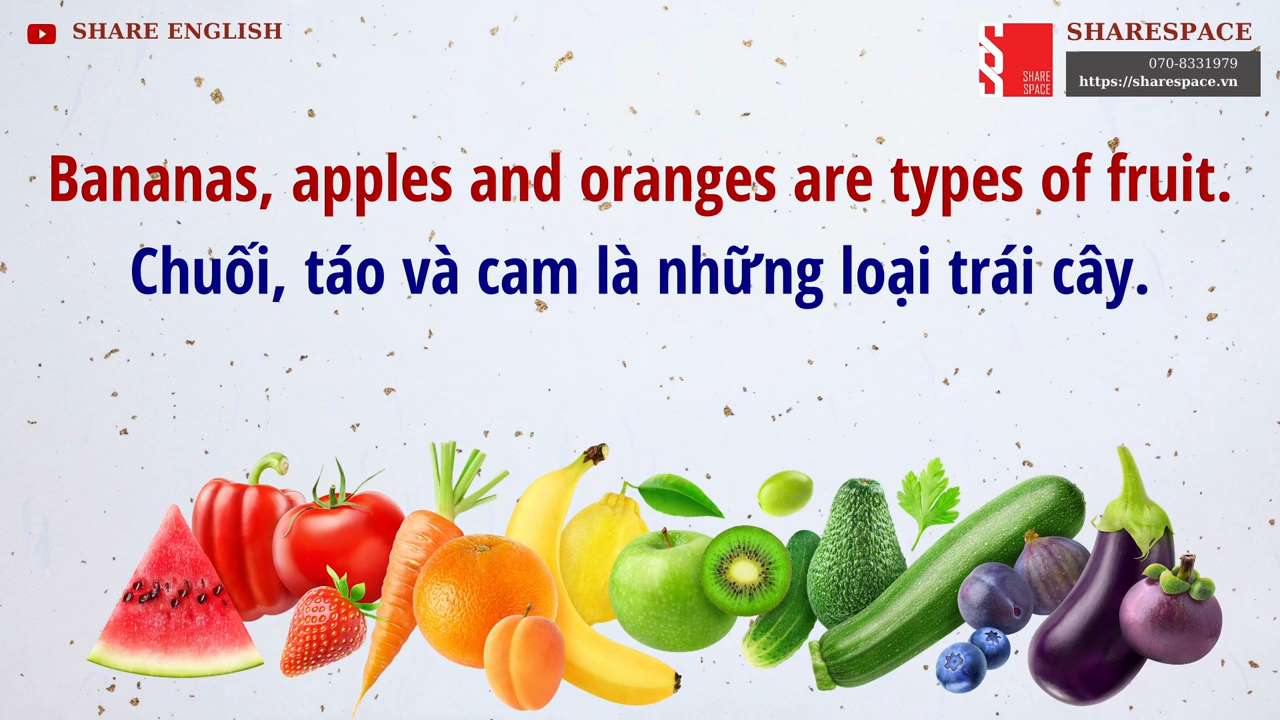 SHARE ENGLISH
SHARESPACE
070-8331979
https://sharespace.vn
SHARE
SPACE
Bananas, apples and oranges are types of fruit.
Chuối, táo và cam là những loại trái cây.